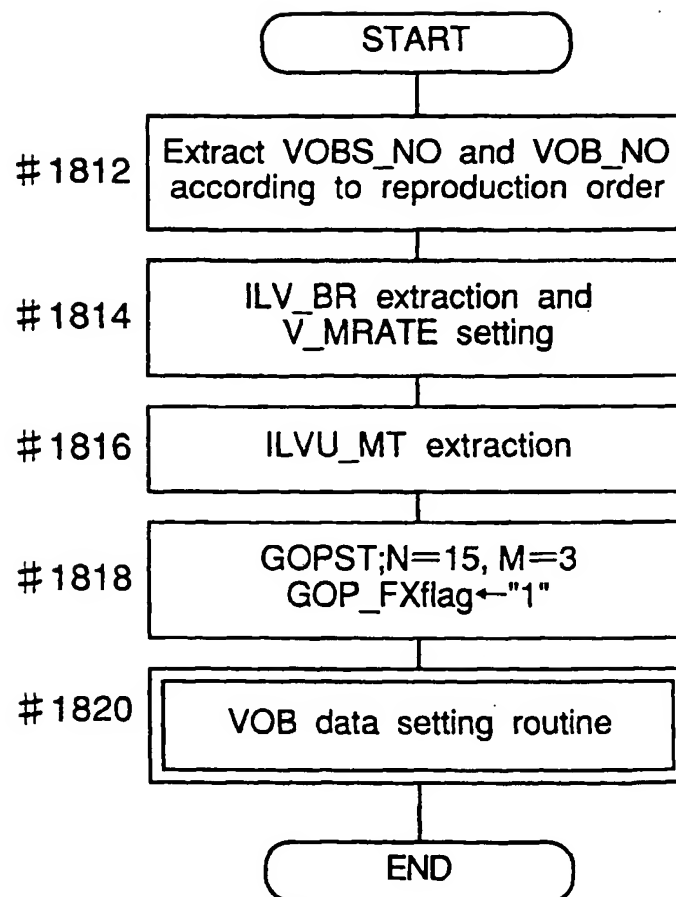 START
#1812
Extract VOBS_NO and VOB_NO
according to reproduction order
#1814
ILV_BR extraction and
V_MRATE setting
#1816
ILVU_MT extraction
#1818
GOPST;N=15, M=3
GOP_FXflag←"1"
#1820
VOB data setting routine
END